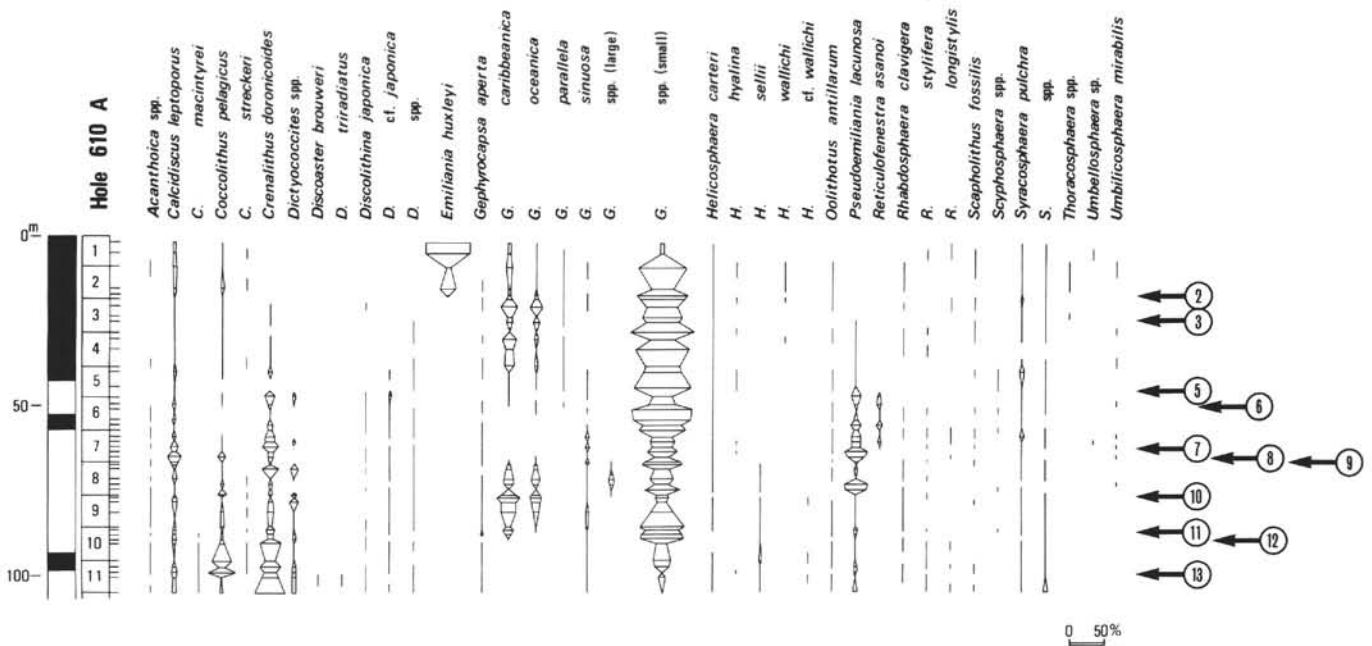 Hole 610 A
Acanthoica spp.
Calcidiscus leptoporus
C. macintyrei
Coccolithus pelagicus
C. streckeri
Crenalithus doronicoides
Dictyococcites spp.
Discoaster brouweri
D. triradiatus
Discolithina japonica
D. cf. japonica
D. spp.
Emiliania huxleyi
Gephyrocapsa aperta
G. caribbeanica
G. oceanica
G. parallela
G. sinuosa
G. spp. (large)
G. spp. (small)
Helicosphaera carteri
H. hyalina
H. sellii
H. wallichi
H. cf. wallichi
Oolithotus antillarum
Pseudoemiliania lacunosa
Reticulofenestra asanoi
Rhabdosphaera clavigera
R. stylifera
R. longistylis
Scapholithus fossilis
Scyphosphaera spp.
Syracosphaera pulchra
S. spp.
Thoracosphaera spp.
Umbellosphaera sp.
Umbilicosphaera mirabilis
0 m
1
2
2
3
3
4
5
5
50
6
6
7
7
8
9
8
9
10
10
11
12
100
11
13
0 50%